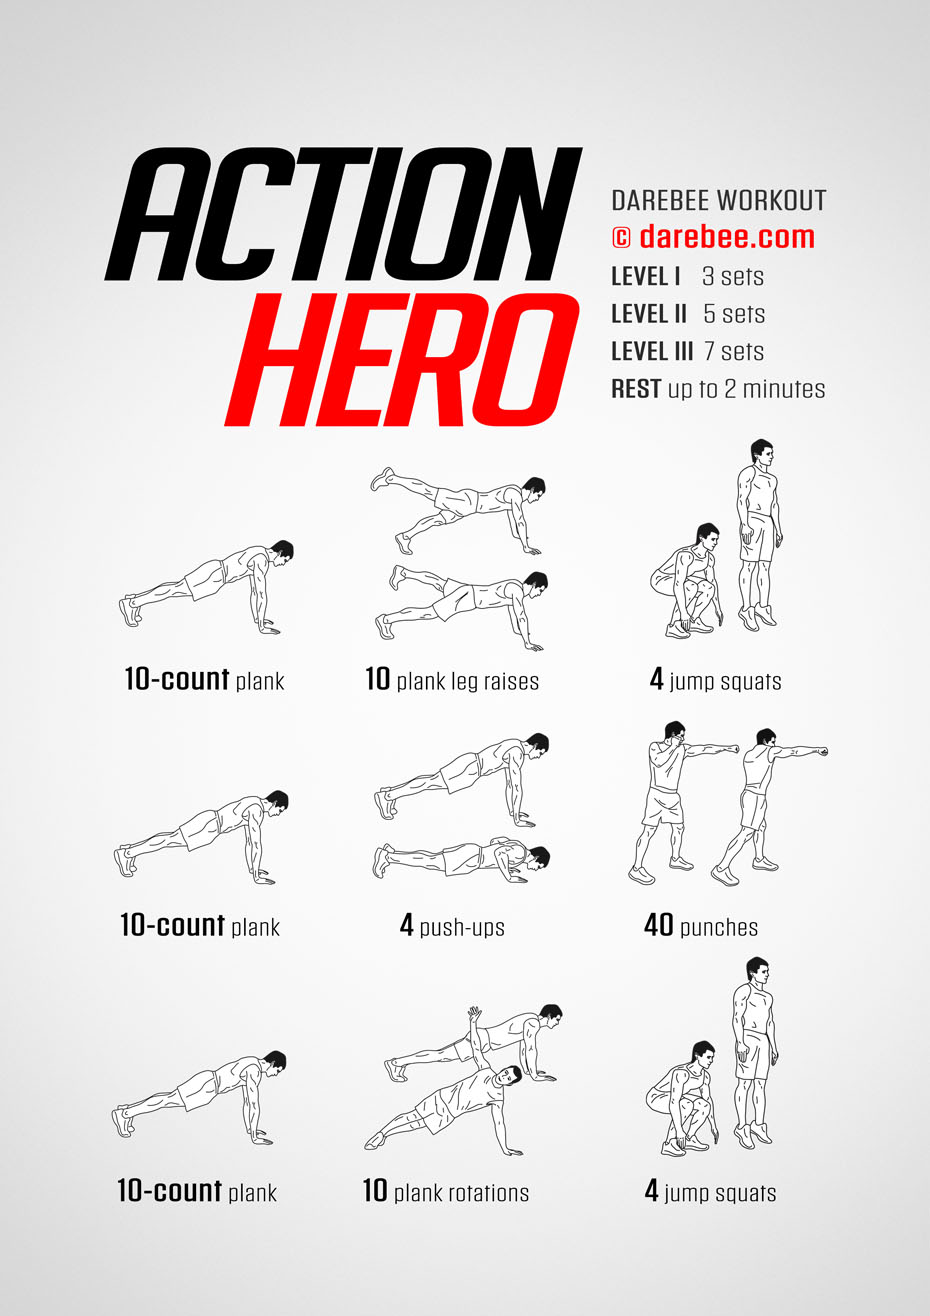 ACTION
HERO
DAREBEE WORKOUT
© darebee.com
LEVEL I 3 sets
LEVEL II 5 sets
LEVEL III 7 sets
REST up to 2 minutes
10-count plank
10 plank leg raises
4 jump squats
10-count plank
4 push-ups
40 punches
10-count plank
10 plank rotations
4 jump squats